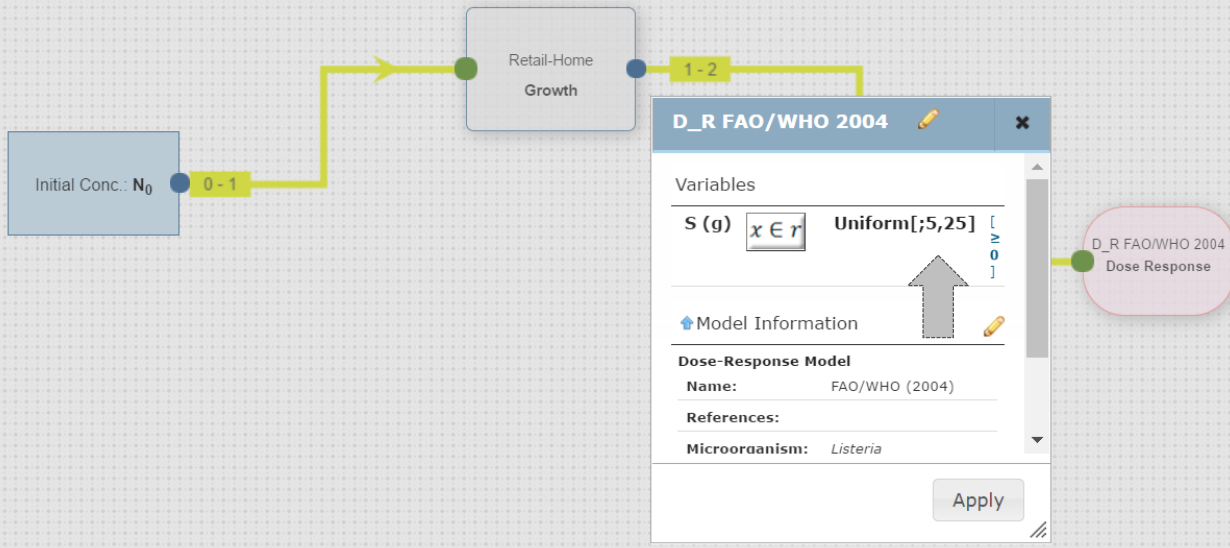 Retail-Home
Growth
1 - 2
Initial Conc.: N0
0 - 1
D_R FAO/WHO 2004
Variables
S (g) x ∈ r Uniform[;5,25] [ ≥ 0 ]
Model Information
Dose-Response Model
Name: FAO/WHO (2004)
References:
Microorganism: Listeria
Apply
D_R FAO/WHO 2004
Dose Response